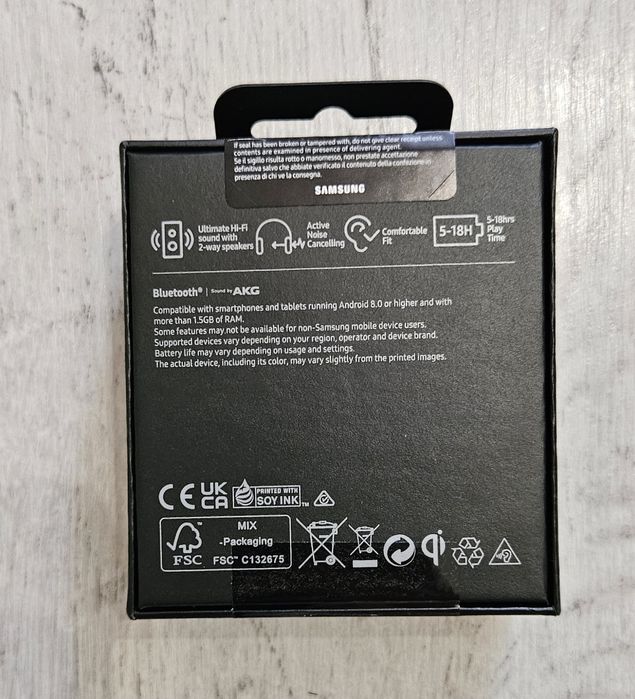 If seal has been broken or tampered with, do not give clear receipt unless
contents are examined in presence of delivering agent.
Se il sigillo risulta rotto o manomesso, non prestate accettazione
definitiva salvo che abbiate verificato il contenuto della confezione in
presenza di chi ve la consegna.
SAMSUNG
Ultimate Hi-Fi
sound with
2-way speakers
Active
Noise
Cancelling
Comfortable
Fit
5-18H
5-18hrs
Play
Time
Bluetooth® | Sound by AKG
Compatible with smartphones and tablets running Android 8.0 or higher and with
more than 1.5GB of RAM.
Some features may not be available for non-Samsung mobile device users.
Supported devices vary depending on your region, operator and device brand.
Battery life may vary depending on usage and settings.
The actual device, including its color, may vary slightly from the printed images.
CE
UK
CA
PRINTED WITH
SOY INK™
FSC™
MIX
-Packaging
FSC™ C132675
qi